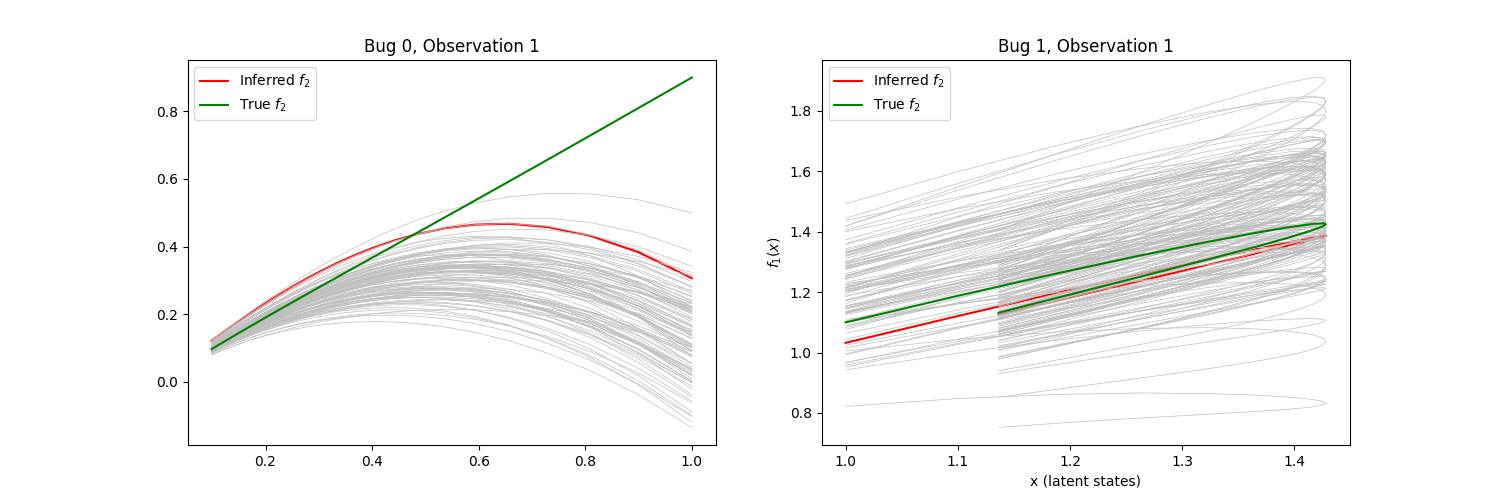 Bug 0, Observation 1
Inferred f₂
True f₂
0.8
0.6
0.4
0.2
0.0
0.2
0.4
0.6
0.8
1.0
Bug 1, Observation 1
Inferred f₂
True f₂
f₁(x)
1.8
1.6
1.4
1.2
1.0
0.8
1.0
1.1
1.2
1.3
1.4
x (latent states)